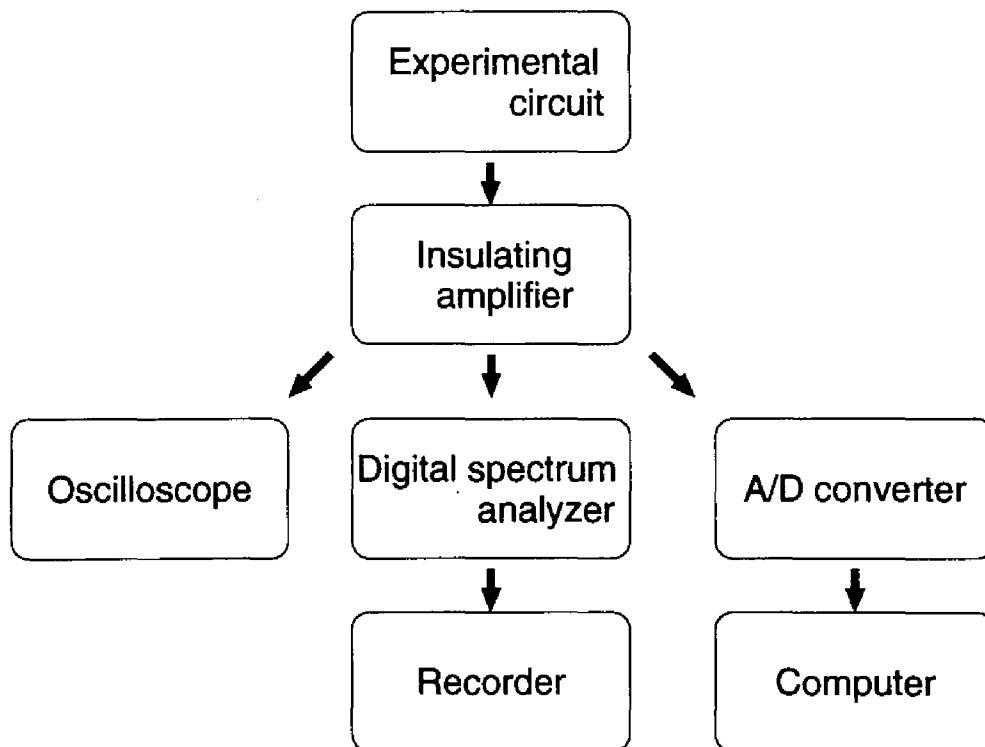 Experimental
circuit
Insulating
amplifier
Oscilloscope
Digital spectrum
analyzer
A/D converter
Recorder
Computer